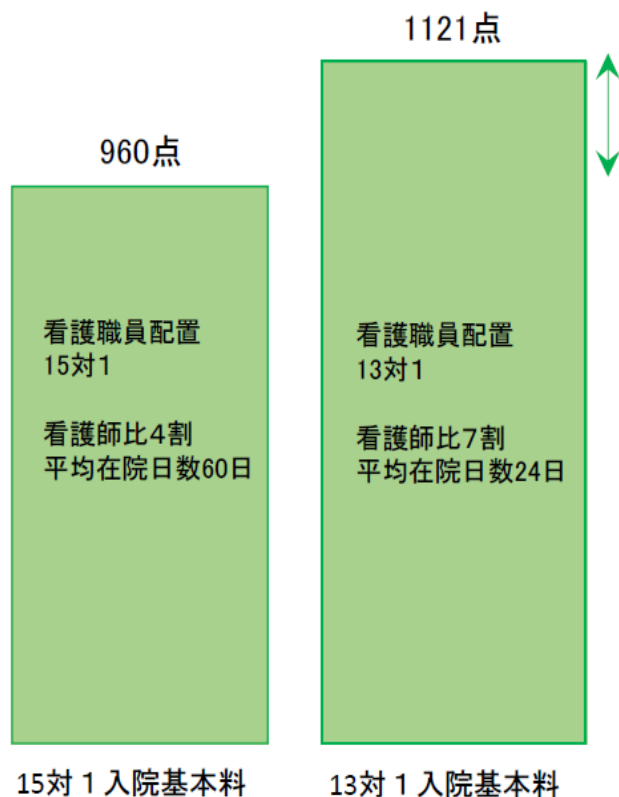 1121点
960点
看護職員配置
15対1
看護師比4割
平均在院日数60日
看護職員配置
13対1
看護師比7割
平均在院日数24日
15対1入院基本料
13対1入院基本料